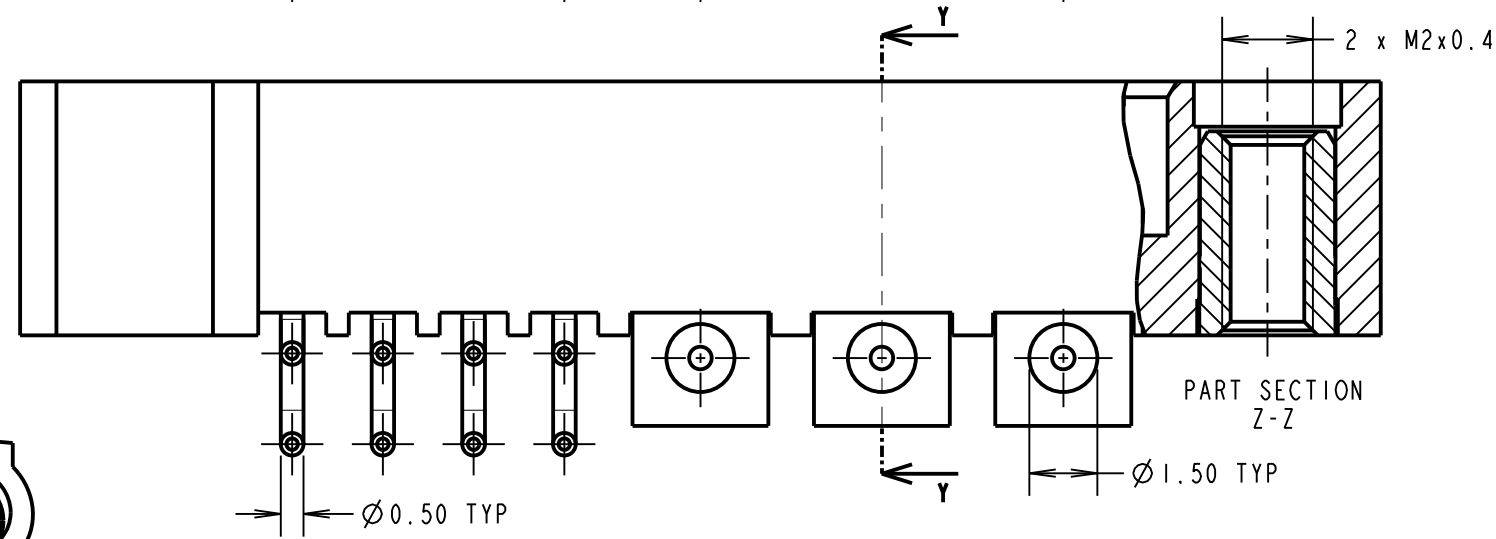 Y
2 x M2x0.4
PART SECTION
Z-Z
Ø1.50 TYP
Y
Ø0.50 TYP